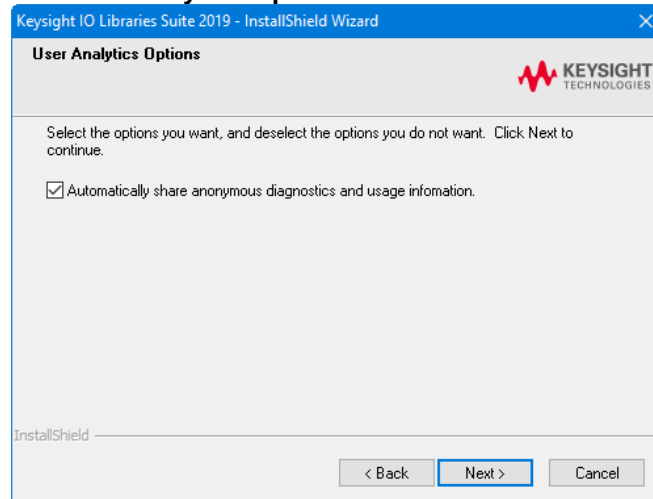 Keysight IO Libraries Suite 2019 - InstallShield Wizard
User Analytics Options
KEYSIGHT
TECHNOLOGIES
Select the options you want, and deselect the options you do not want. Click Next to
continue.
Automatically share anonymous diagnostics and usage infomation.
InstallShield
< Back
Next >
Cancel